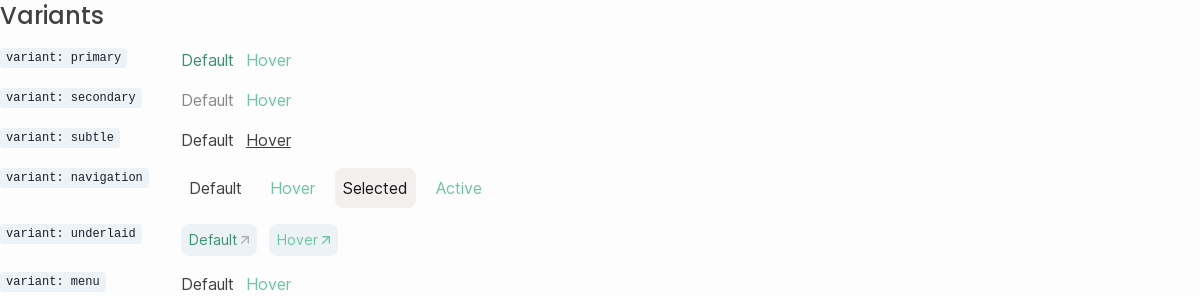 Variants
variant: primary Default Hover
variant: secondary Default Hover
variant: subtle Default Hover
variant: navigation Default Hover Selected Active
variant: underlaid Default Hover
variant: menu Default Hover